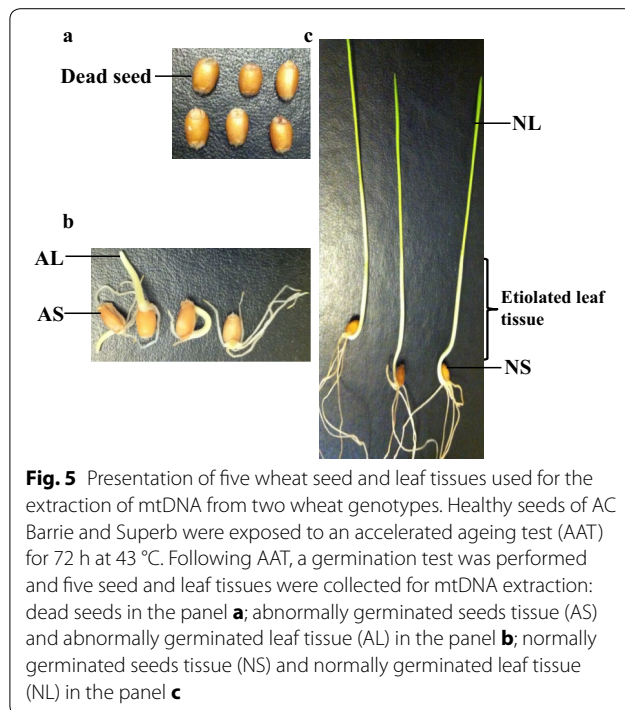 a
Dead seed
b
AL
AS
c
NL
Etiolated leaf
tissue
NS
Fig. 5 Presentation of five wheat seed and leaf tissues used for the
extraction of mtDNA from two wheat genotypes. Healthy seeds of AC
Barrie and Superb were exposed to an accelerated ageing test (AAT)
for 72 h at 43 °C. Following AAT, a germination test was performed
and five seed and leaf tissues were collected for mtDNA extraction:
dead seeds in the panel a; abnormally germinated seeds tissue (AS)
and abnormally germinated leaf tissue (AL) in the panel b; normally
germinated seeds tissue (NS) and normally germinated leaf tissue
(NL) in the panel c